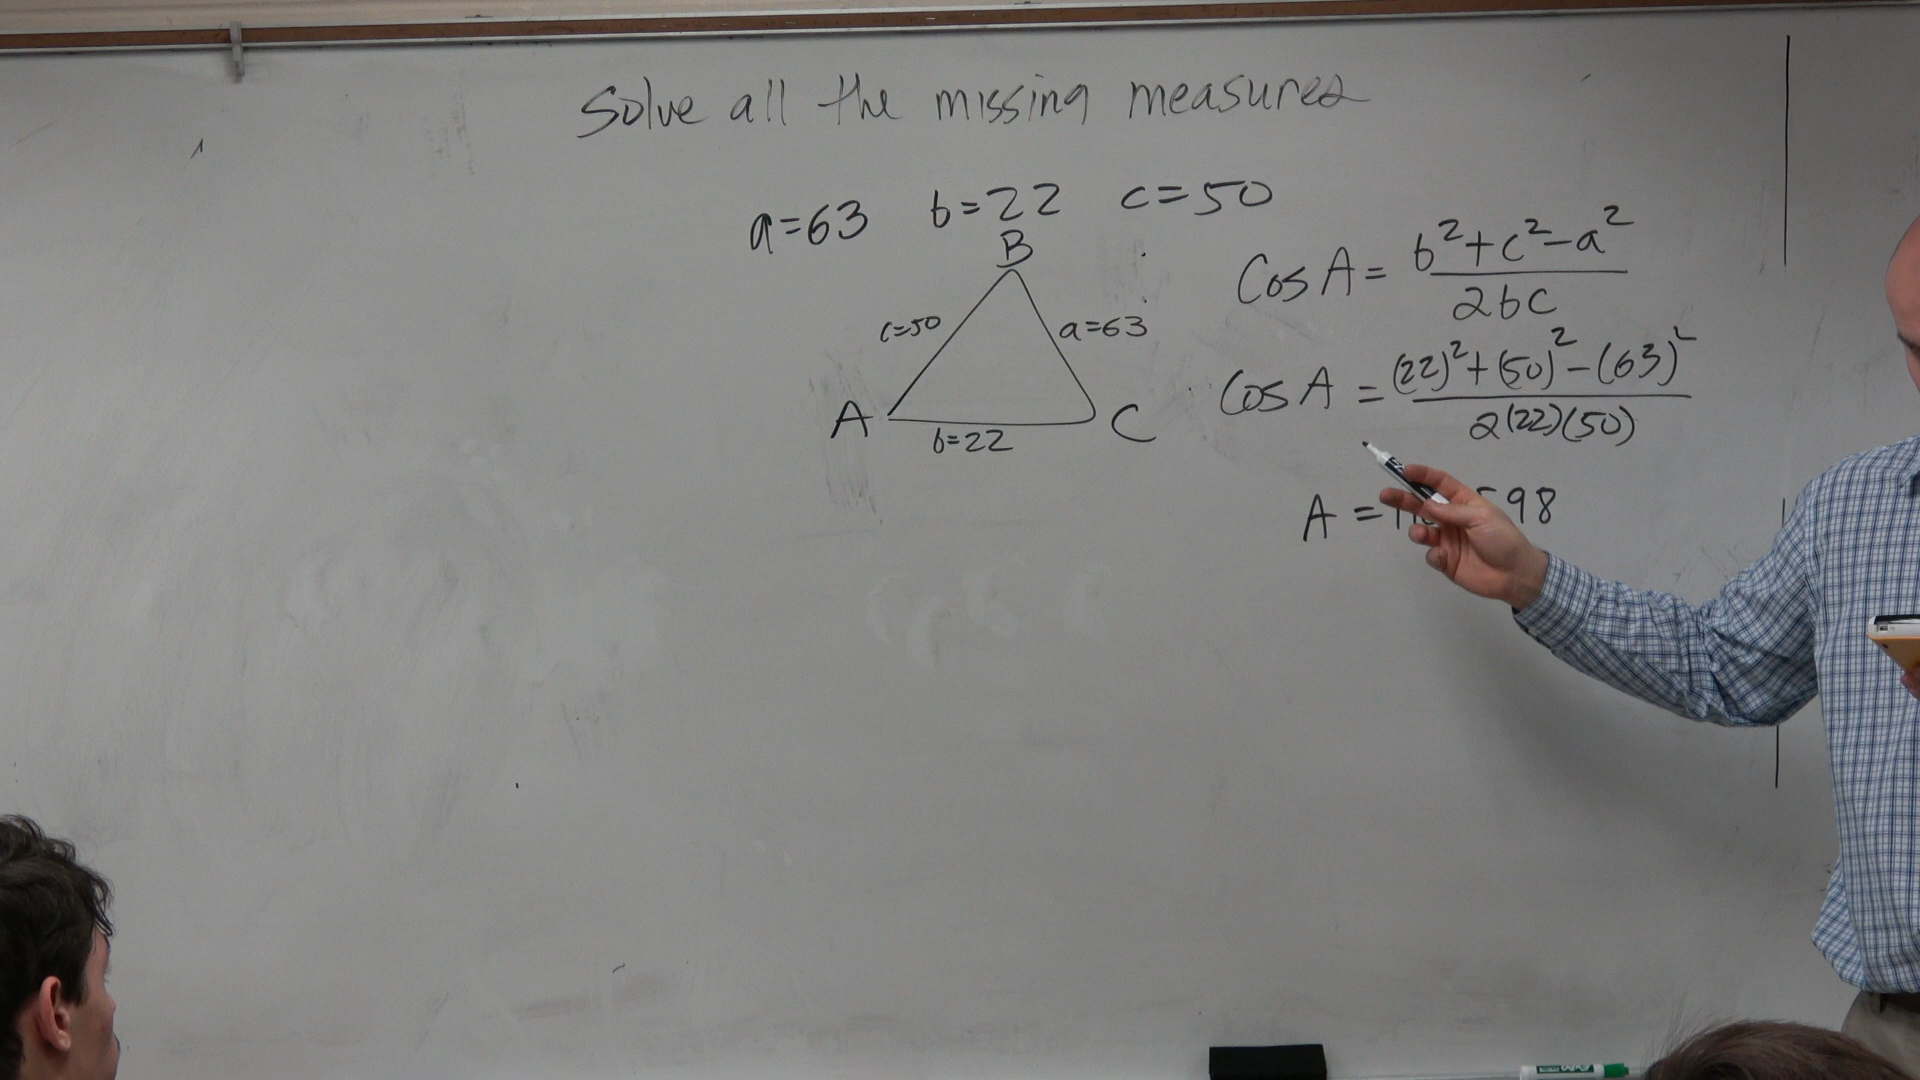 Solve all the missing measures
a=63 b=22 c=50
B
c=50 a=63
A C
b=22
Cos A = b²+c²-a² / 2bc
Cos A = (22)²+(50)²-(63)² / 2(22)(50)
A = 98